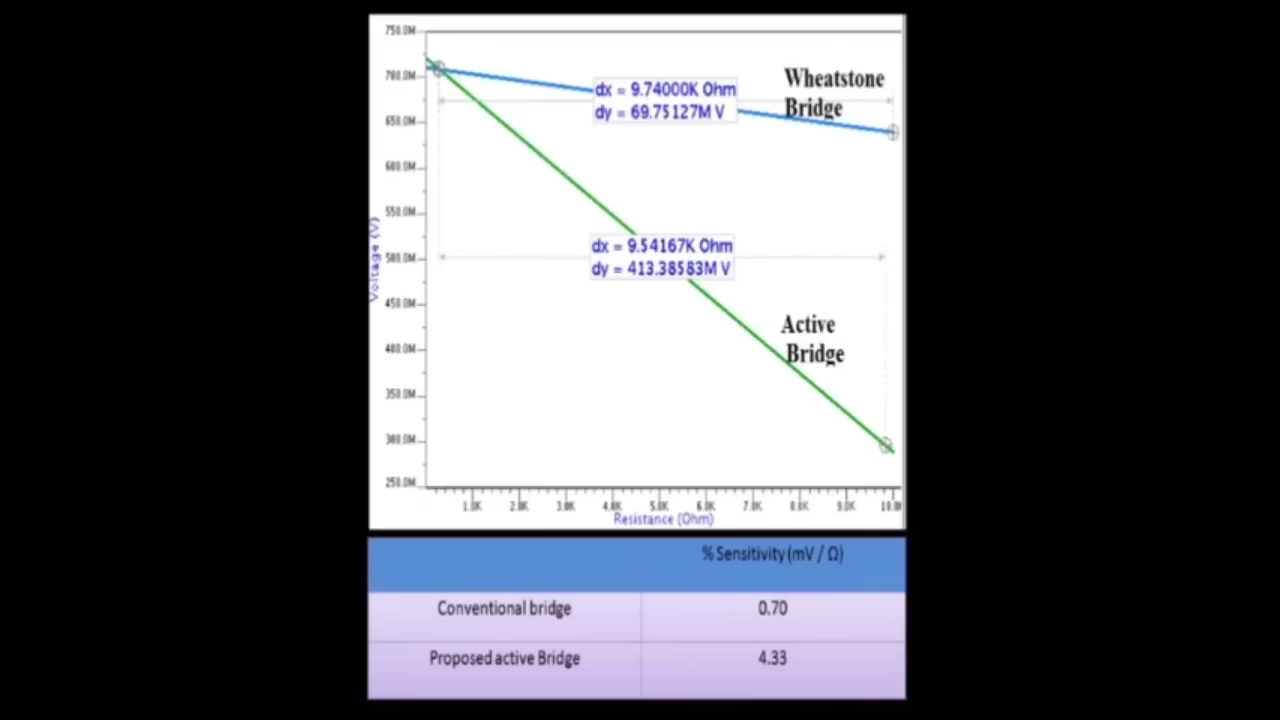 750.0M
700.0M
650.0M
600.0M
550.0M
500.0M
450.0M
400.0M
350.0M
300.0M
250.0M
Voltage (V)
dx = 9.74000K Ohm
dy = 69.75127M V
Wheatstone
Bridge
dx = 9.54167K Ohm
dy = 413.38583M V
Active
Bridge
1.0K 2.0K 3.0K 4.0K 5.0K 6.0K 7.0K 8.0K 9.0K
Resistance (Ohm)
% Sensitivity (mV / Ω)
Conventional bridge 0.70
Proposed active Bridge 4.33